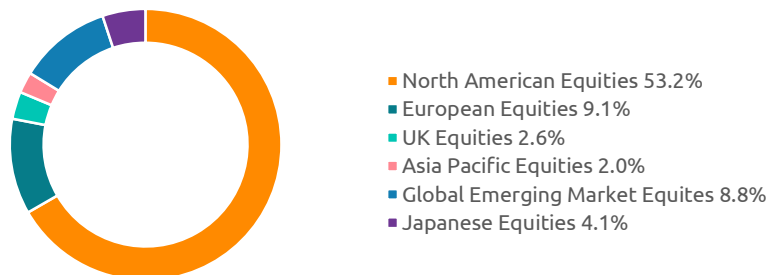 North American Equities 53.2%
European Equities 9.1%
UK Equities 2.6%
Asia Pacific Equities 2.0%
Global Emerging Market Equites 8.8%
Japanese Equities 4.1%